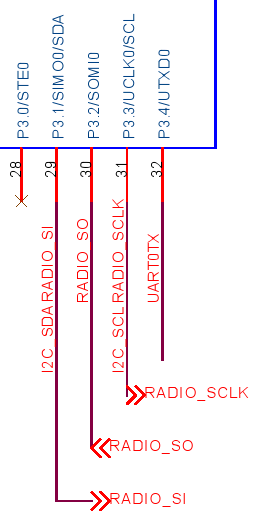 P3.0/STE0
P3.1/SIMO0/SDA
P3.2/SOMI0
P3.3/UCLK0/SCL
P3.4/UTXD0
28
29
30
31
32
I2C_SDA
RADIO_SI
RADIO_SO
I2C_SCL
RADIO_SCLK
UART0TX
RADIO_SCLK
RADIO_SO
RADIO_SI